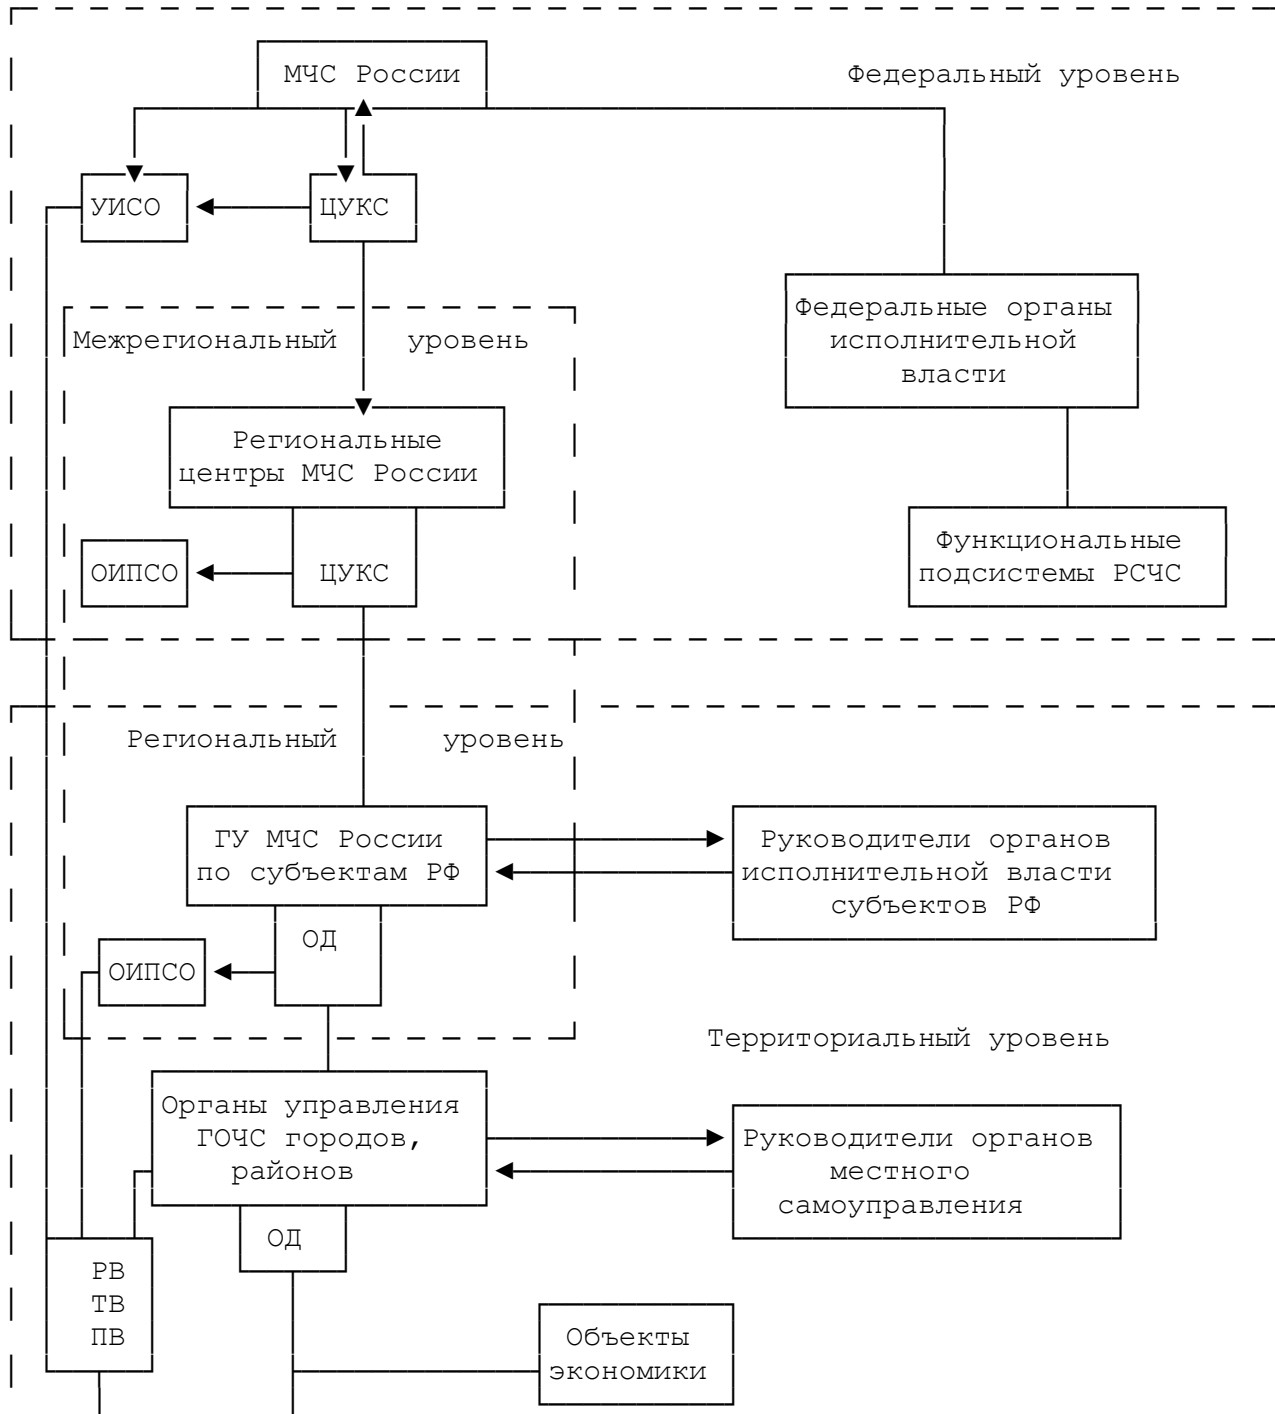 МЧС России
Федеральный уровень
УИСО
ЦУКС
Федеральные органы
исполнительной
власти
Межрегиональный уровень
Региональные
центры МЧС России
Функциональные
подсистемы РСЧС
ОИПСО
ЦУКС
Региональный уровень
ГУ МЧС России
по субъектам РФ
Руководители органов
исполнительной власти
субъектов РФ
ОД
ОИПСО
Территориальный уровень
Органы управления
ГОЧС городов,
районов
Руководители органов
местного
самоуправления
ОД
РВ
ТВ
ПВ
Объекты
экономики